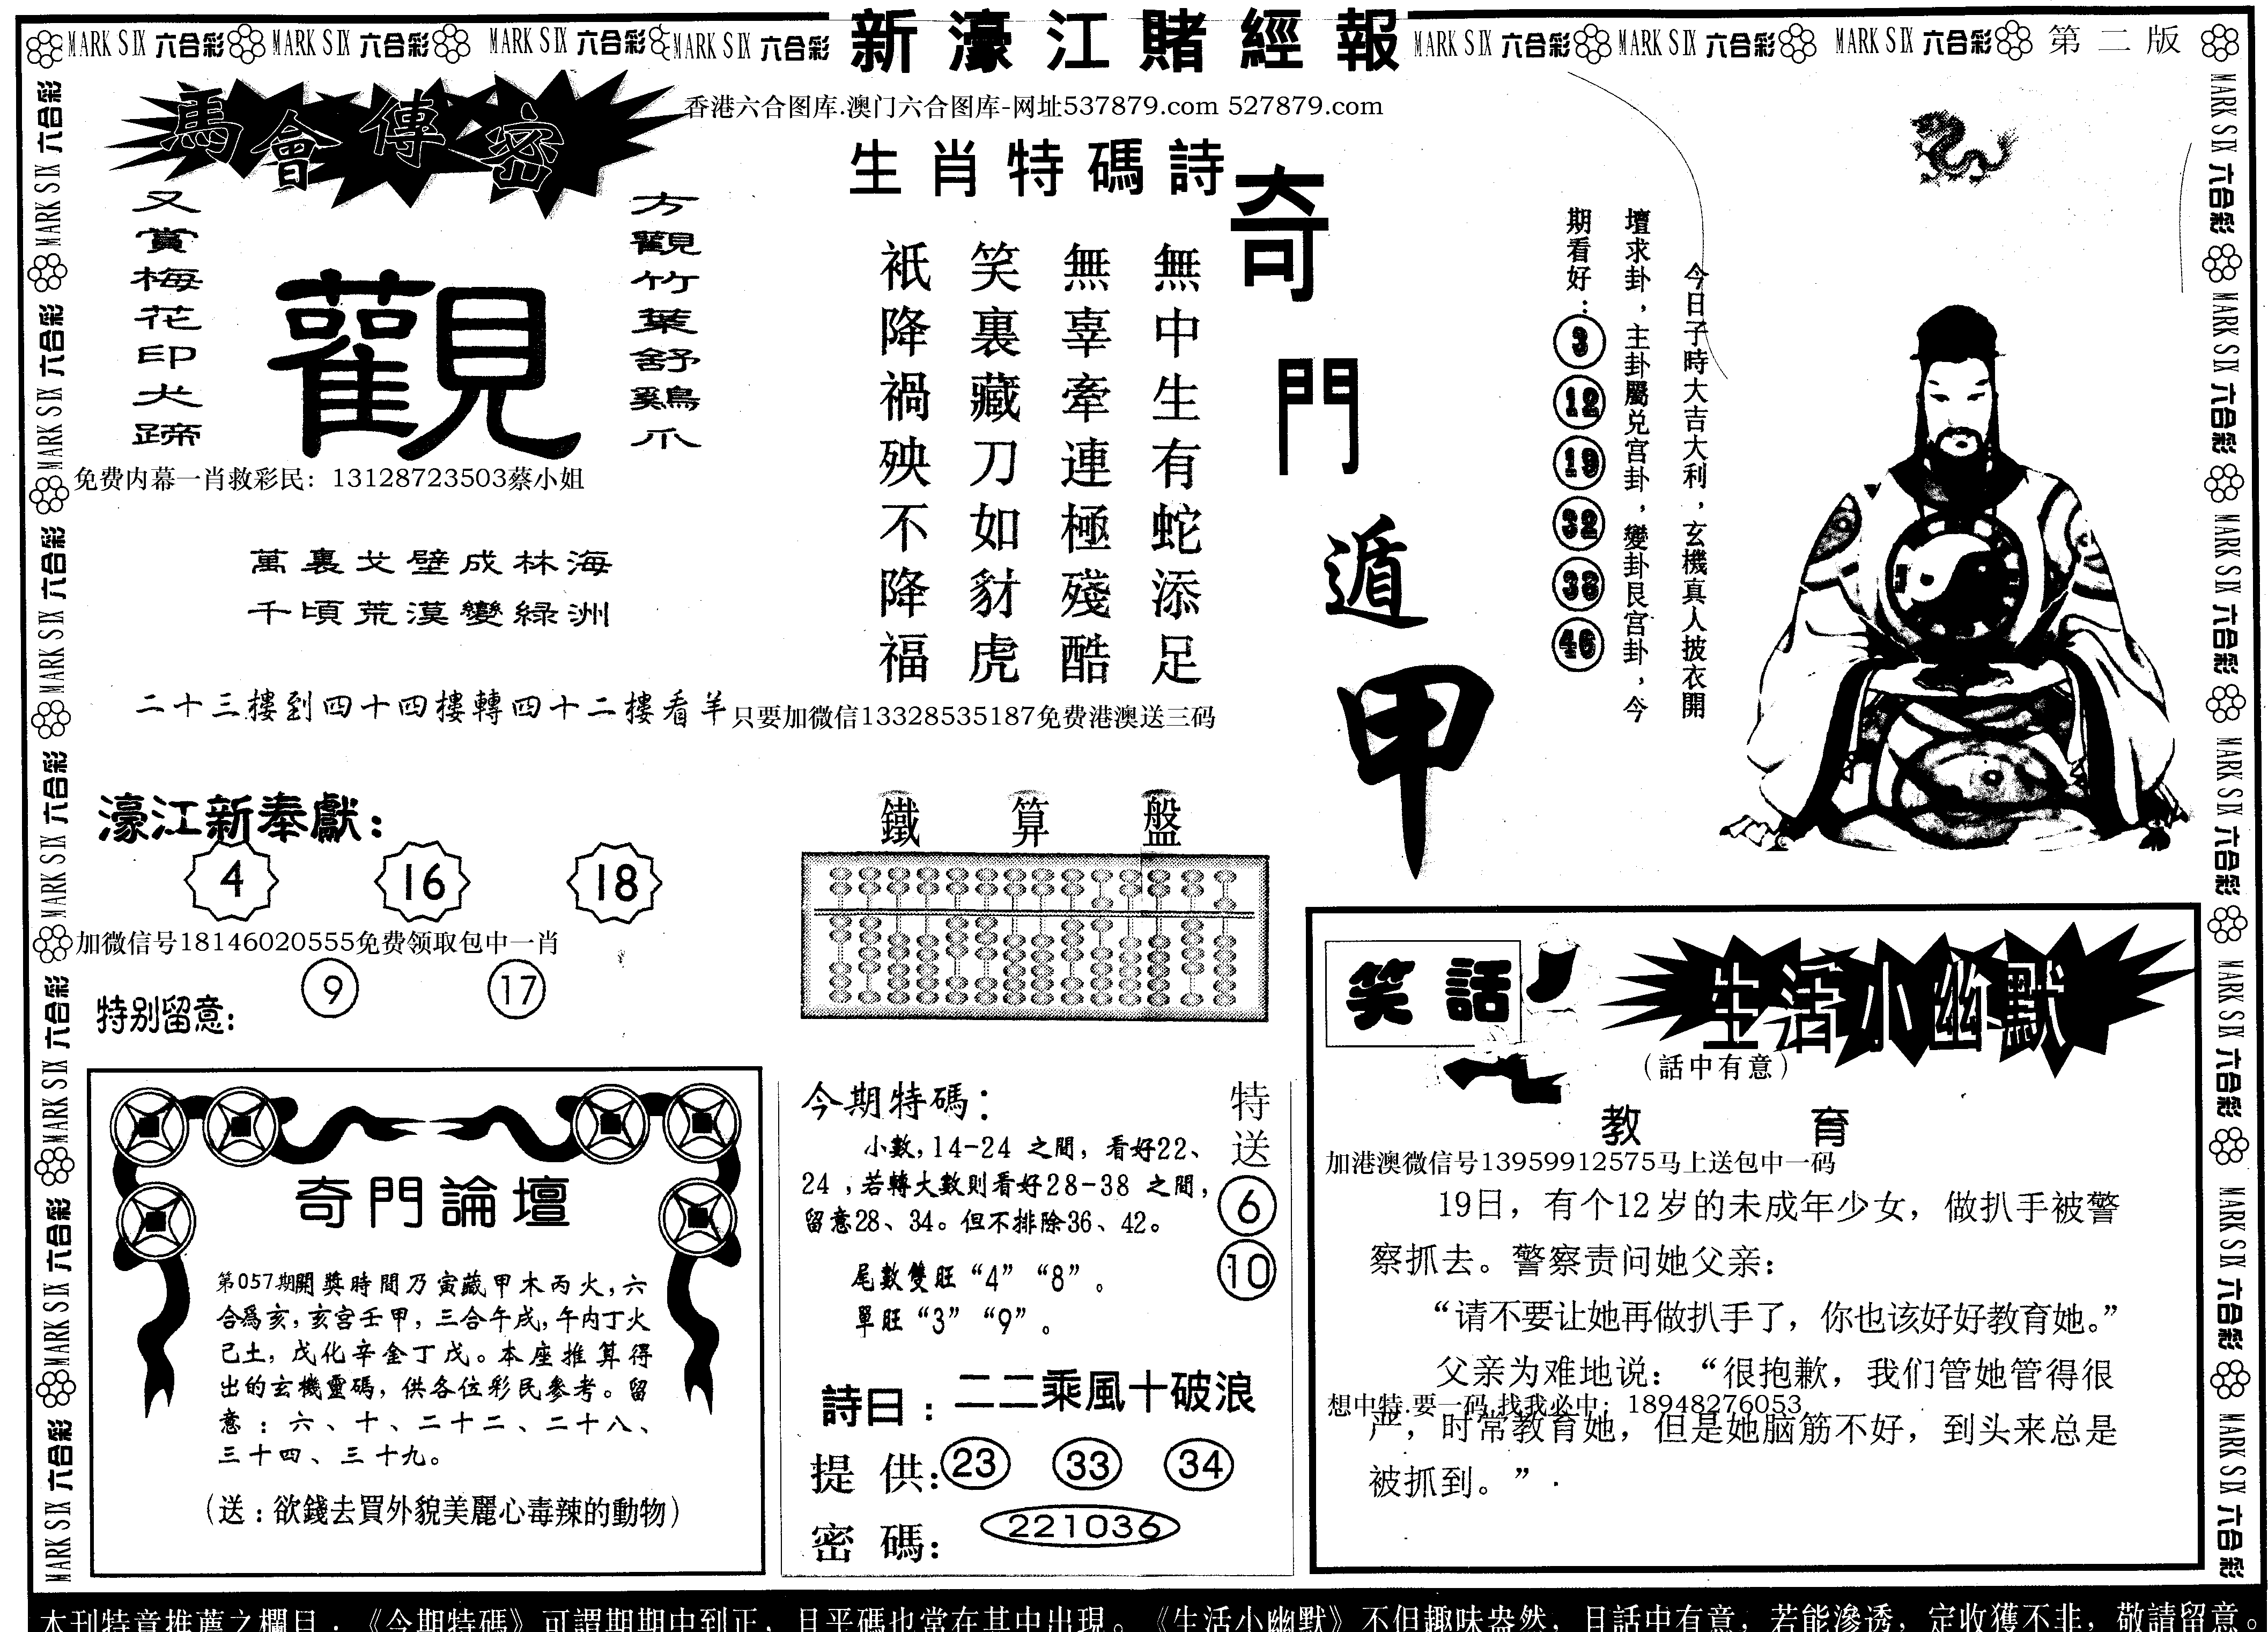 MARK SIX 六合彩 MARK SIX 六合彩 MARK SIX 六合彩 MARK SIX 六合彩 新濠江賭經報 MARK SIX 六合彩 MARK SIX 六合彩 MARK SIX 六合彩 第二版
香港六合图库.澳门六合图库-网址537879.com 527879.com
馬會傳密
方觀竹葉舒鷄爪
觀
又賞梅花印犬蹄
免费内幕一肖救彩民：13128723503蔡小姐
萬裏戈壁成林海
千頃荒漠變綠洲
二十三樓到四十四樓轉四十二樓看羊
只要加微信13328535187免费港澳送三码
生肖特碼詩
無中生有蛇添足
無辜牽連極殘酷
笑裏藏刀如豺虎
祇降禍殃不降福
奇門遁甲
今日子時大吉大利，玄機真人披衣開
壇求卦，主卦屬兑宫卦，變卦艮宫卦，今
期看好：3 12 19 32 38 46
濠江新奉獻：
4 16 18
加微信号18146020555免费领取包中一肖
特别留意：
9 17
鐵算盤
奇門論壇
第057期開獎時間乃寅藏甲木丙火，六
合爲亥，亥宫壬甲，三合午戌，午内丁火
己土，戌化辛金丁戊。本座推算得
出的玄機靈碼，供各位彩民參考。留
意：六、十、二十二、二十八、
三十四、三十九。
（送：欲錢去買外貌美麗心毒辣的動物）
今期特碼：
小數，14-24 之間，看好22、
24，若轉大數則看好28-38 之間，
留意28、34。但不排除36、42。
尾數雙旺“4”“8”。
單旺“3”“9”。
特送
6
10
詩曰：二二乘風十破浪
提供：23 33 34
密碼：221036
笑話
生活小幽默
（話中有意）
教育
加港澳微信号13959912575马上送包中一码
19日，有个12岁的未成年少女，做扒手被警
察抓去。警察责问她父亲：
“请不要让她再做扒手了，你也该好好教育她。”
父亲为难地说：“很抱歉，我们管她管得很
想中特.要一码.找我必中：18948276053
严，时常教育她，但是她脑筋不好，到头来总是
被抓到。”
本刊特意推薦之欄目：《今期特碼》可謂期期中到正，且平碼也常在其中出現。《生活小幽默》不但趣味盎然，且話中有意，若能滲透，定收獲不非，敬請留意。